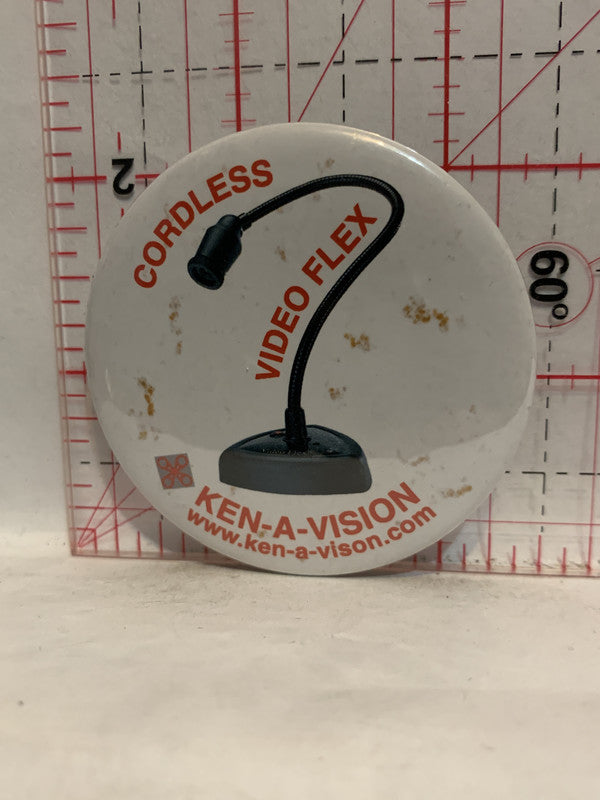 CORDLESS
VIDEO FLEX
KEN-A-VISION
www.ken-a-vison.com
2
60°